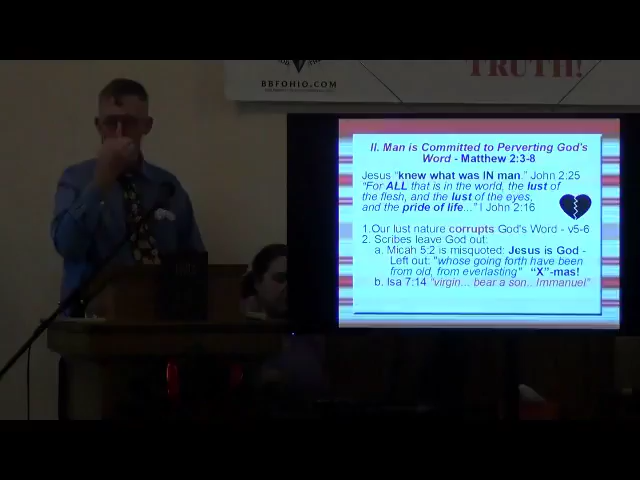 BBFOHIO.COM
TRUTH!
II. Man is Committed to Perverting God's
Word - Matthew 2:3-8
Jesus "knew what was IN man." John 2:25
"For ALL that is in the world, the lust of
the flesh, and the lust of the eyes,
and the pride of life..." I John 2:16
1.Our lust nature corrupts God's Word - v5-6
2. Scribes leave God out:
a. Micah 5:2 is misquoted: Jesus is God -
Left out: "whose going forth have been
from old, from everlasting" "X"-mas!
b. Isa 7:14 "virgin... bear a son.. Immanuel"